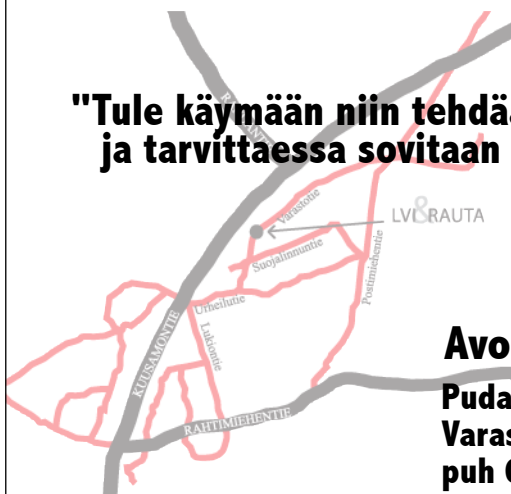 "Tule käymään niin tehdää
ja tarvittaessa sovitaan
Varastotie
LVI & RAUTA
Suojalinnuntie
Postimiehentie
Urheilutie
Lukiontie
KUUSAMONTIE
RAHTIMIEHENTIE
Avo
Puda
Varas
puh